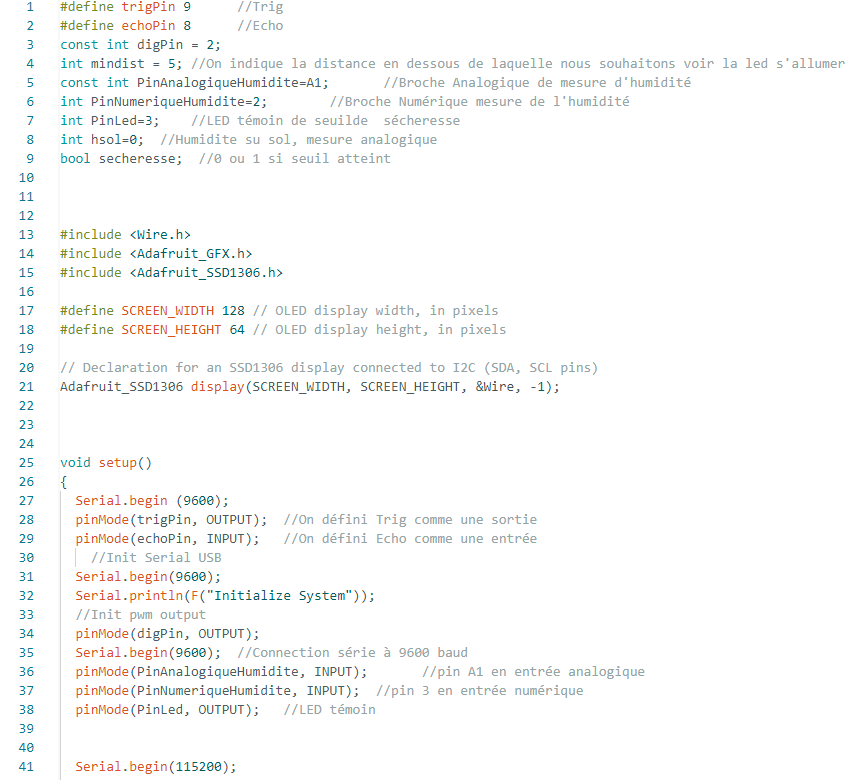 1 #define trigPin 9 //Trig
2 #define echoPin 8 //Echo
3 const int digPin = 2;
4 int mindist = 5; //On indique la distance en dessous de laquelle nous souhaitons voir la led s'allumer
5 const int PinAnalogiqueHumidite=A1; //Broche Analogique de mesure d'humidité
6 int PinNumeriqueHumidite=2; //Broche Numérique mesure de l'humidité
7 int PinLed=3; //LED témoin de seuilde sécheresse
8 int hsol=0; //Humidite su sol, mesure analogique
9 bool secheresse; //0 ou 1 si seuil atteint
10
11
12
13 #include <Wire.h>
14 #include <Adafruit_GFX.h>
15 #include <Adafruit_SSD1306.h>
16
17 #define SCREEN_WIDTH 128 // OLED display width, in pixels
18 #define SCREEN_HEIGHT 64 // OLED display height, in pixels
19
20 // Declaration for an SSD1306 display connected to I2C (SDA, SCL pins)
21 Adafruit_SSD1306 display(SCREEN_WIDTH, SCREEN_HEIGHT, &Wire, -1);
22
23
24
25 void setup()
26 {
27 Serial.begin (9600);
28 pinMode(trigPin, OUTPUT); //On défini Trig comme une sortie
29 pinMode(echoPin, INPUT); //On défini Echo comme une entrée
30 //Init Serial USB
31 Serial.begin(9600);
32 Serial.println(F("Initialize System"));
33 //Init pwm output
34 pinMode(digPin, OUTPUT);
35 Serial.begin(9600); //Connection série à 9600 baud
36 pinMode(PinAnalogiqueHumidite, INPUT); //pin A1 en entrée analogique
37 pinMode(PinNumeriqueHumidite, INPUT); //pin 3 en entrée numérique
38 pinMode(PinLed, OUTPUT); //LED témoin
39
40
41 Serial.begin(115200);